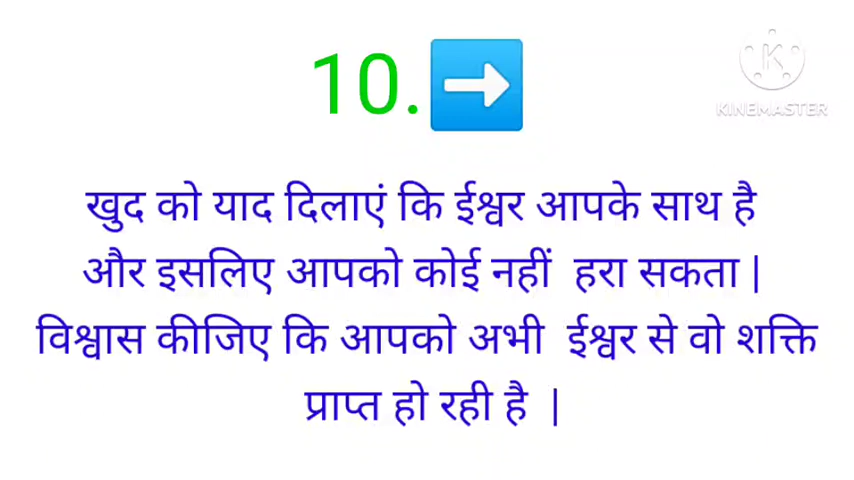 10.➡
KINEMASTER
खुद को याद दिलाएं कि ईश्वर आपके साथ है
और इसलिए आपको कोई नहीं हरा सकता |
विश्वास कीजिए कि आपको अभी ईश्वर से वो शक्ति
प्राप्त हो रही है |